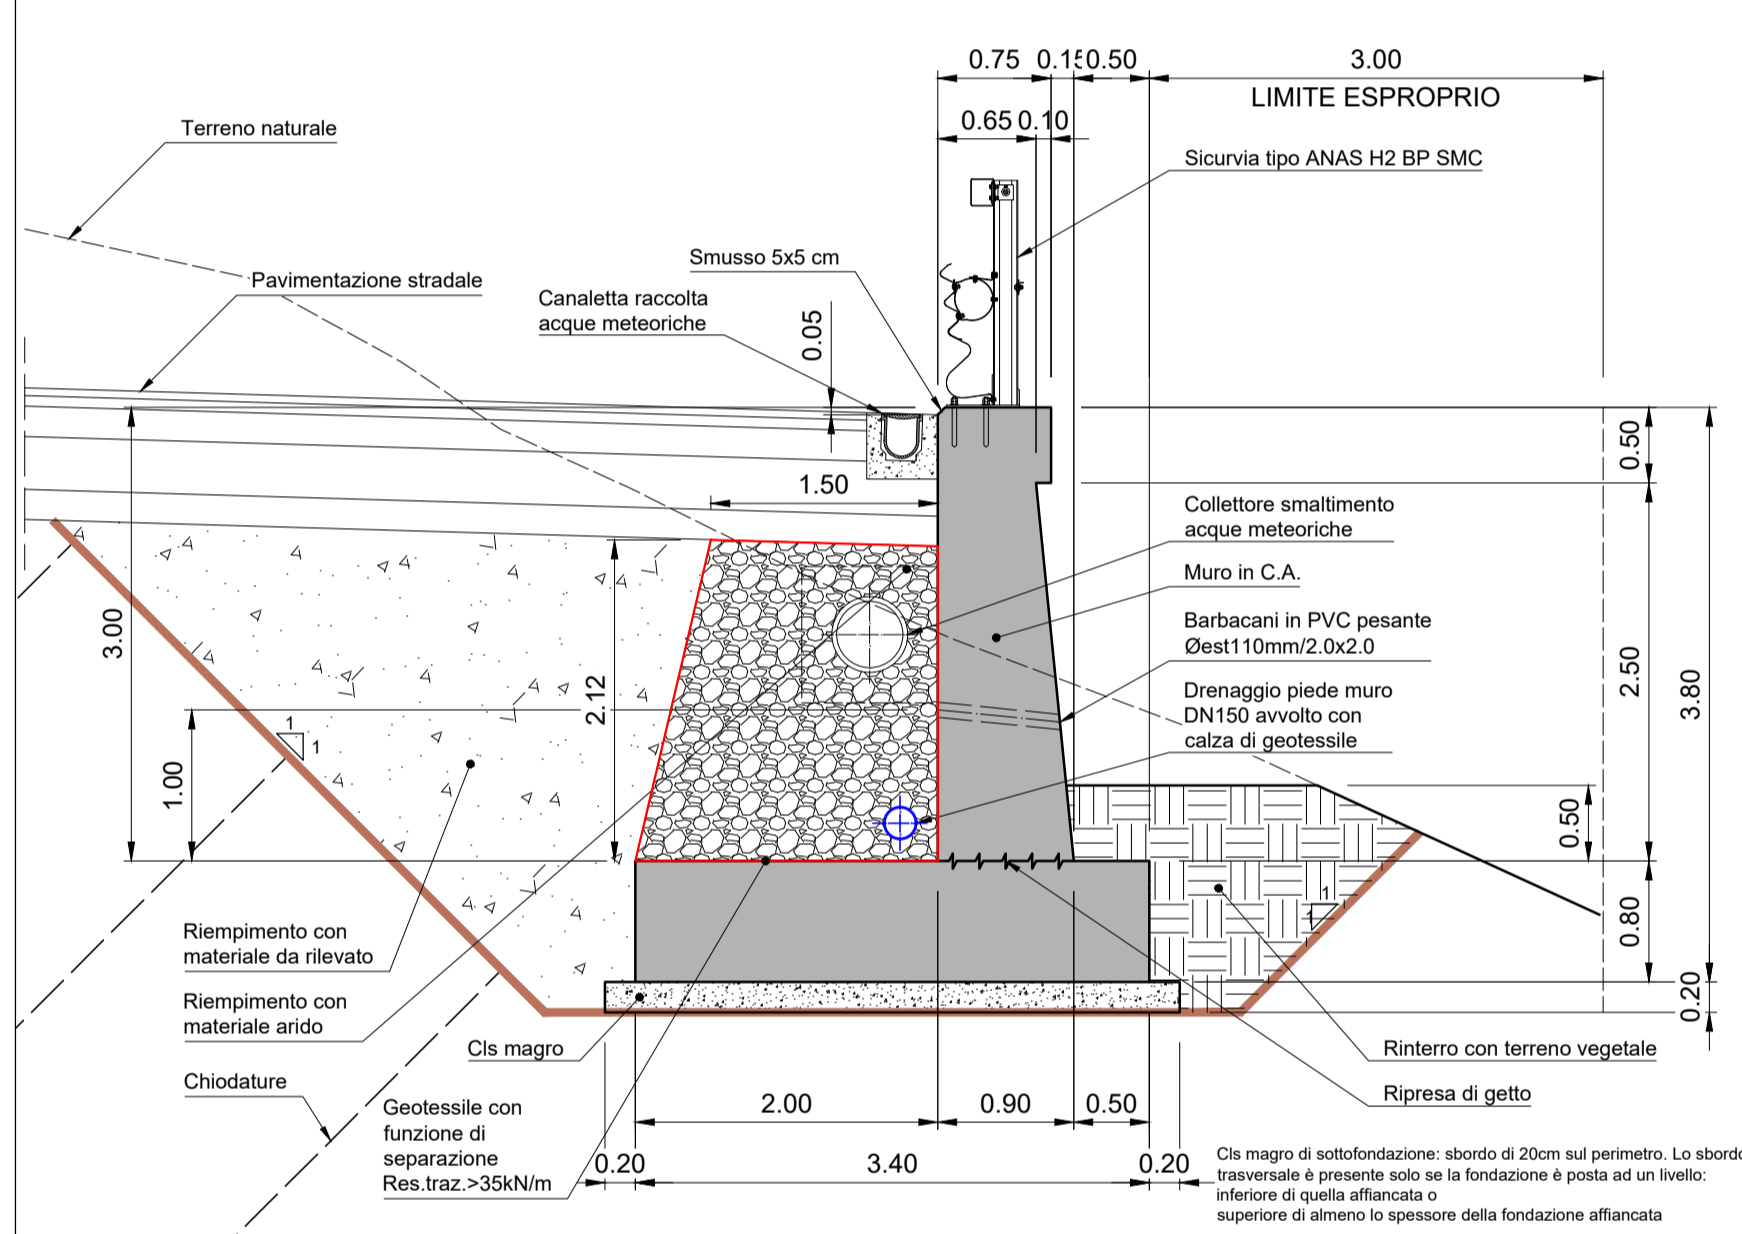 0.75 0.15 0.50 3.00
LIMITE ESPROPRIO
0.65 0.10
Terreno naturale
Sicurvia tipo ANAS H2 BP SMC
Smusso 5x5 cm
Pavimentazione stradale
Canaletta raccolta
acque meteoriche
0.05
0.50
1.50
Collettore smaltimento
acque meteoriche
Muro in C.A.
Barbacani in PVC pesante
Øest110mm/2.0x2.0
3.00
2.12
2.50
3.80
Drenaggio piede muro
DN150 avvolto con
calza di geotessile
1
1
1.00
0.50
1
1
0.80
0.20
Riempimento con
materiale da rilevato
Riempimento con
materiale arido
Cls magro
Rinterro con terreno vegetale
Chiodature
Ripresa di getto
Geotessile con
funzione di
separazione
Res.traz.>35kN/m
2.00 0.90 0.50
0.20 3.40 0.20
Cls magro di sottofondazione: sbordo di 20cm sul perimetro. Lo sbordo
trasversale è presente solo se la fondazione è posta ad un livello:
inferiore di quella affiancata o
superiore di almeno lo spessore della fondazione affiancata